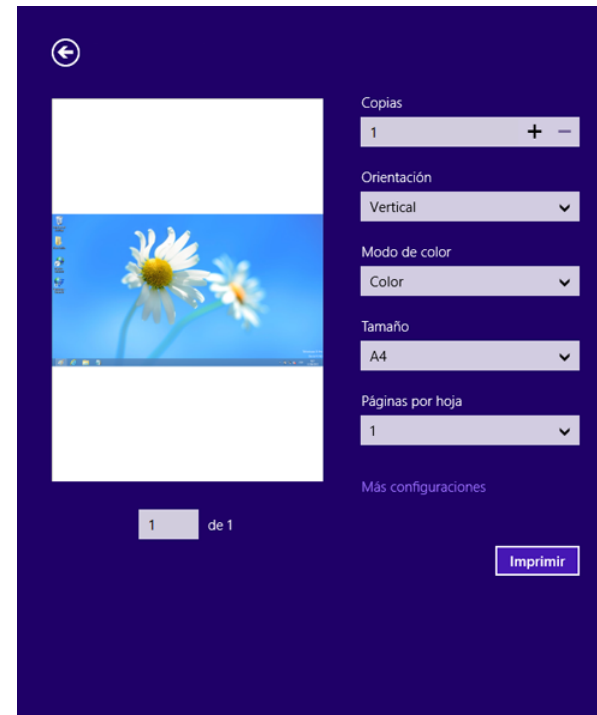 Copias
1
Orientación
Vertical
Modo de color
Color
Tamaño
A4
Páginas por hoja
1
Más configuraciones
1 de 1
Imprimir